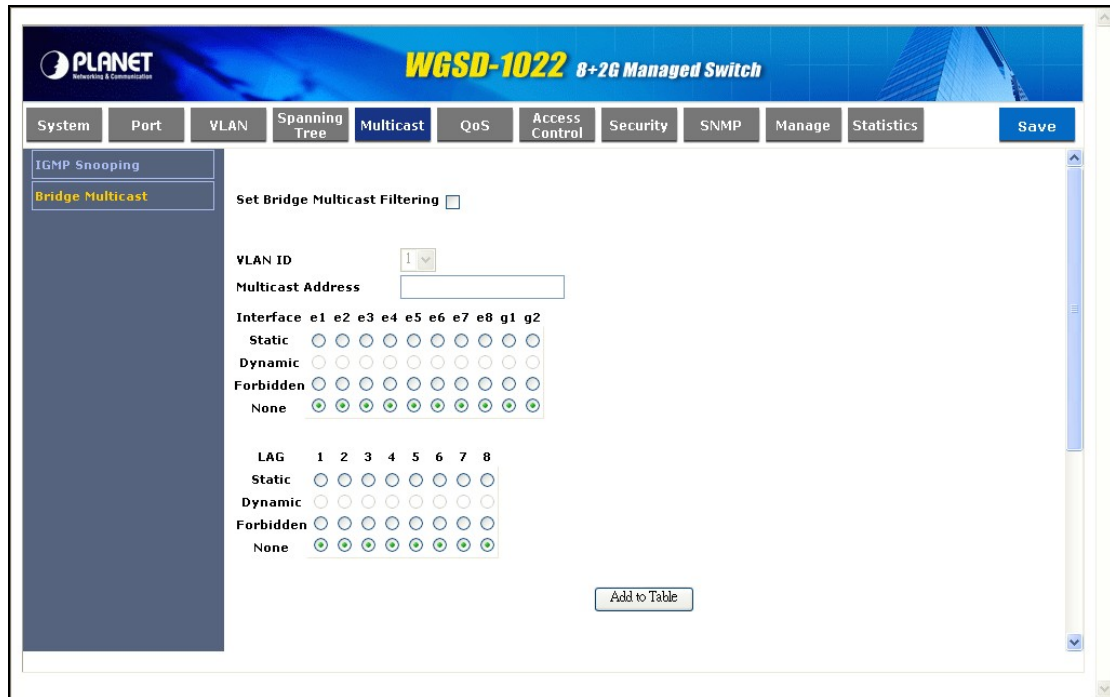 PLANET
Networking & Communication
WGSD-1022 8+2G Managed Switch
System Port VLAN Spanning Tree Multicast QoS Access Control Security SNMP Manage Statistics Save
IGMP Snooping
Bridge Multicast
Set Bridge Multicast Filtering
VLAN ID 1
Multicast Address
Interface e1 e2 e3 e4 e5 e6 e7 e8 g1 g2
Static
Dynamic
Forbidden
None
LAG 1 2 3 4 5 6 7 8
Static
Dynamic
Forbidden
None
Add to Table